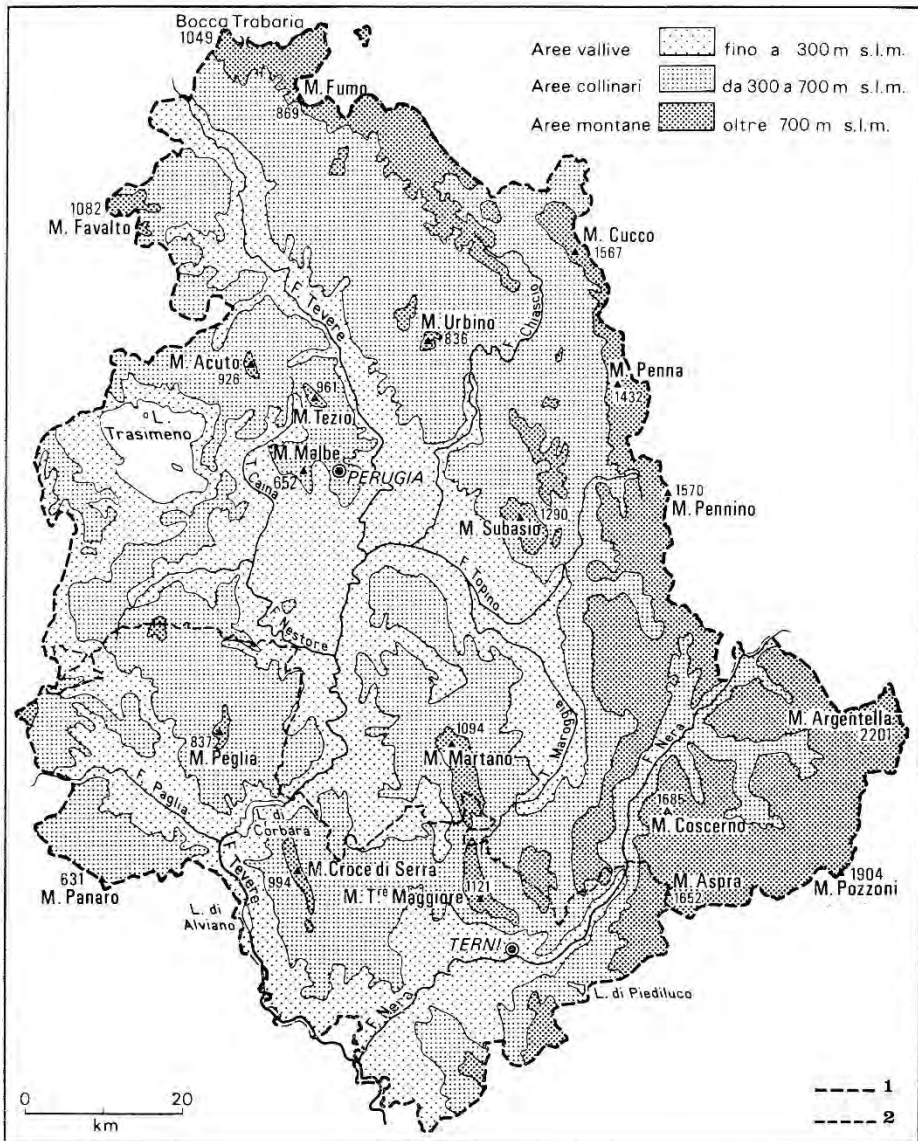 Bocca Trabaria
1049
Aree vallive fino a 300 m s.l.m.
Aree collinari da 300 a 700 m s.l.m.
Aree montane oltre 700 m s.l.m.
M. Fumo
869
1082
M. Favalto
M. Cucco
1567
F. Tevere
F. Chiascio
M. Urbino
836
M. Acuto
926
961
M. Tezio
M. Penna
1432
L.
Trasimeno
M. Malbe
652
T. Caina
PERUGIA
1570
M. Pennino
M. Subasio
1290
F. Topino
F. Nestore
T. Maroggia
F. Nera
M. Argentella
2201
837
M. Peglia
1094
M. Martano
F. Paglia
L. di
Corbara
1685
M. Coscerno
631
M. Panaro
F. Tevere
M. Croce di Serra
994
M. Tre Maggiore
1121
M. Aspra
1652
1904
M. Pozzoni
L. di
Alviano
TERNI
L. di Piediluco
F. Nera
1
2
0 20
km